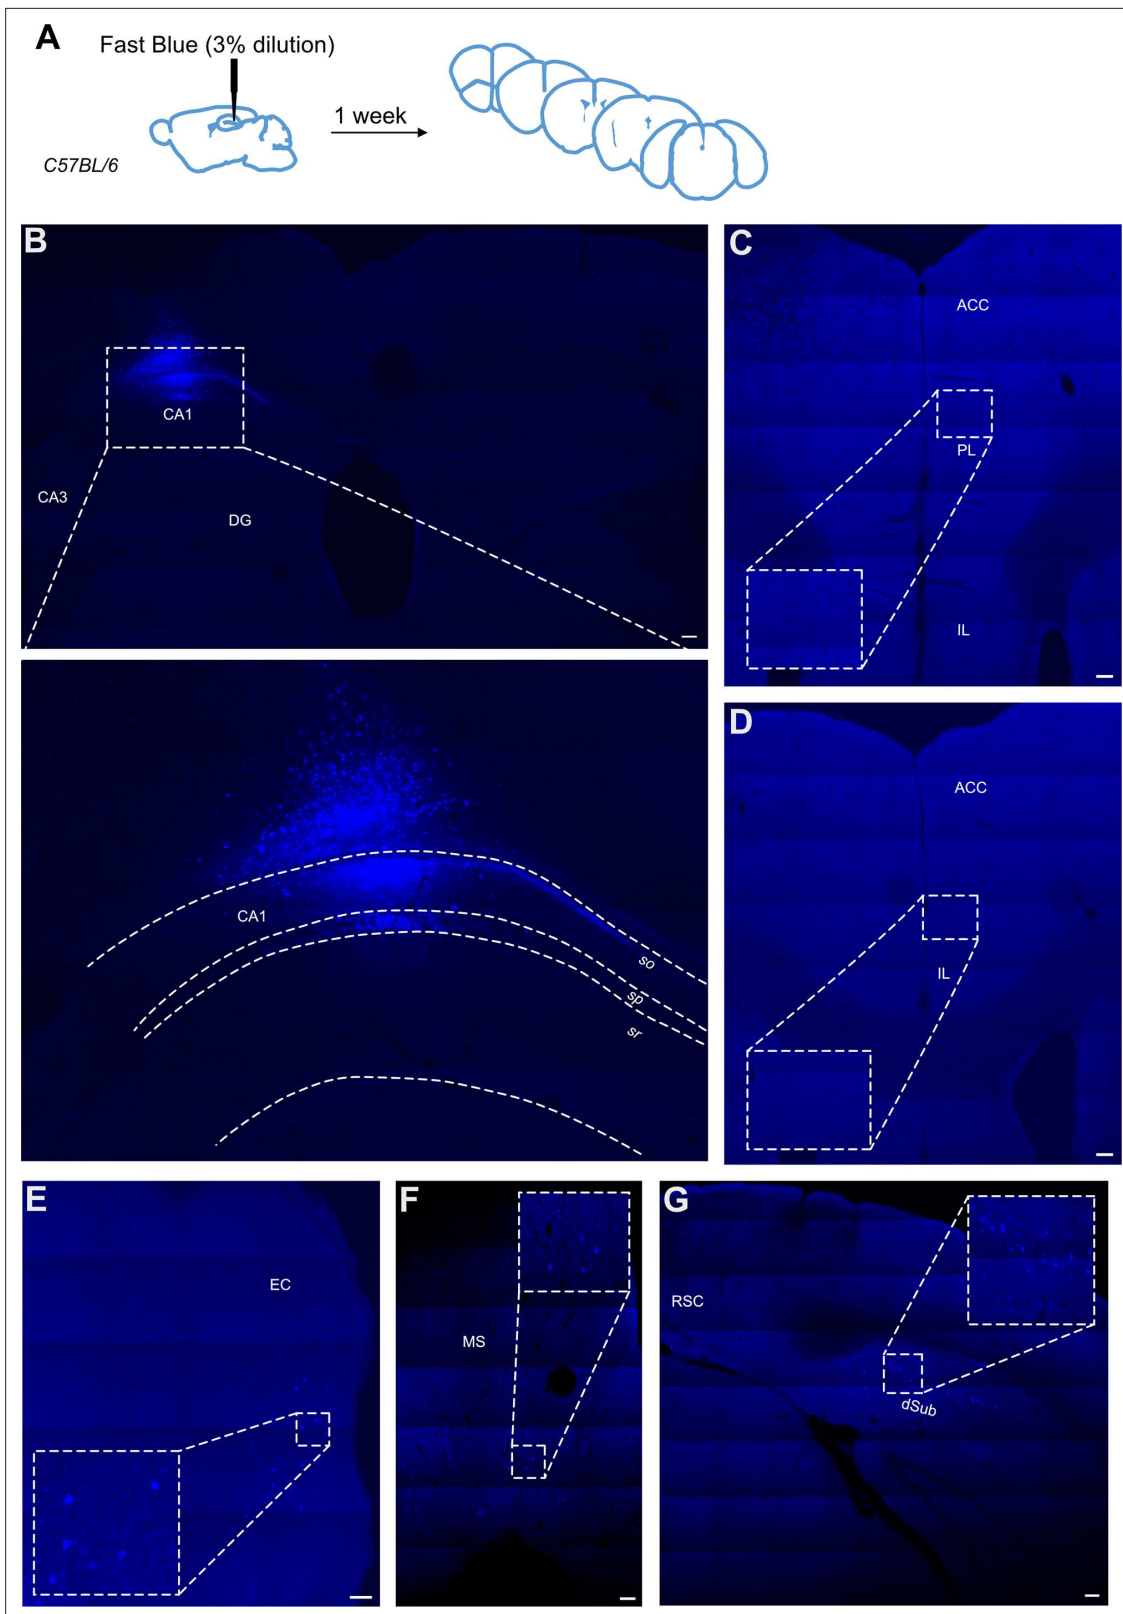 A
Fast Blue (3% dilution)
1 week
C57BL/6
B
CA1
CA3
DG
CA1
so
sp
sr
C
ACC
PL
IL
D
ACC
IL
E
EC
F
MS
G
RSC
dSub